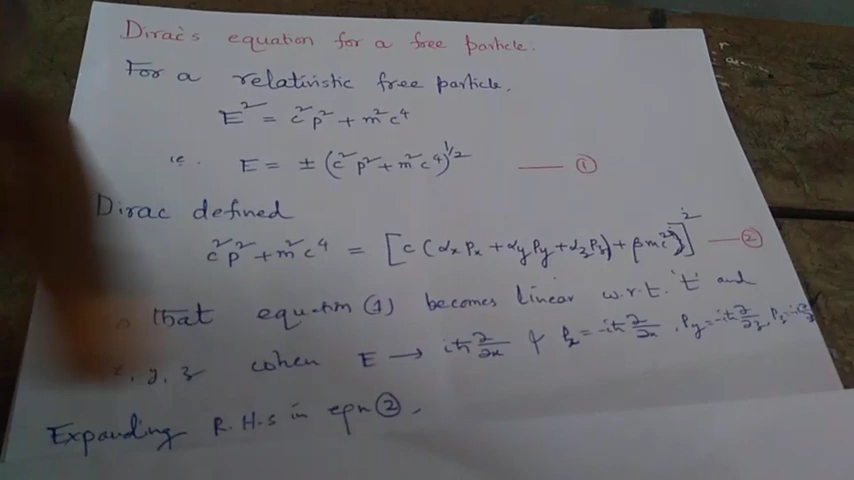 Dirac's equation for a free particle.
For a relativistic free particle.
E² = c²p² + m²c⁴
i.e. E = ± (c²p² + m²c⁴)^1/2 —— ①
Dirac defined
c²p² + m²c⁴ = [c (αx Px + αy Py + αz Pz) + βmc²]² —— ②
that equation (1) becomes linear w.r.t. 't' and
y, z when E → iħ ∂/∂x & Px = -iħ ∂/∂x, Py = -iħ ∂/∂z, Pz = -iħ
Expanding R.H.S in eqn ②.